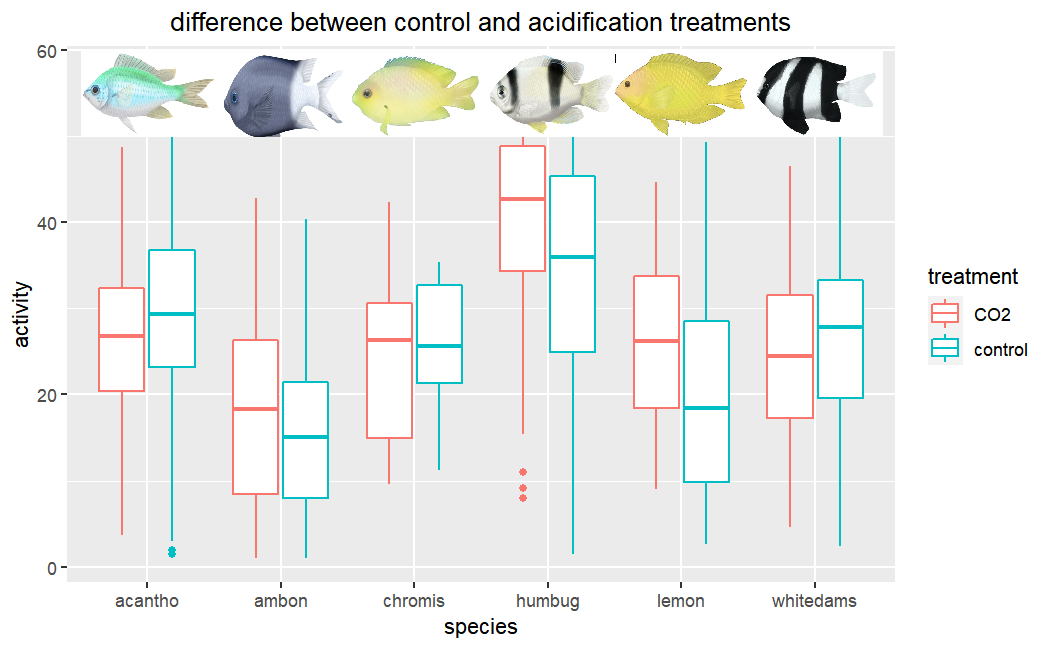 difference between control and acidification treatments
60
40
20
0
activity
acantho ambon chromis humbug lemon whitedams
species
treatment
CO2
control